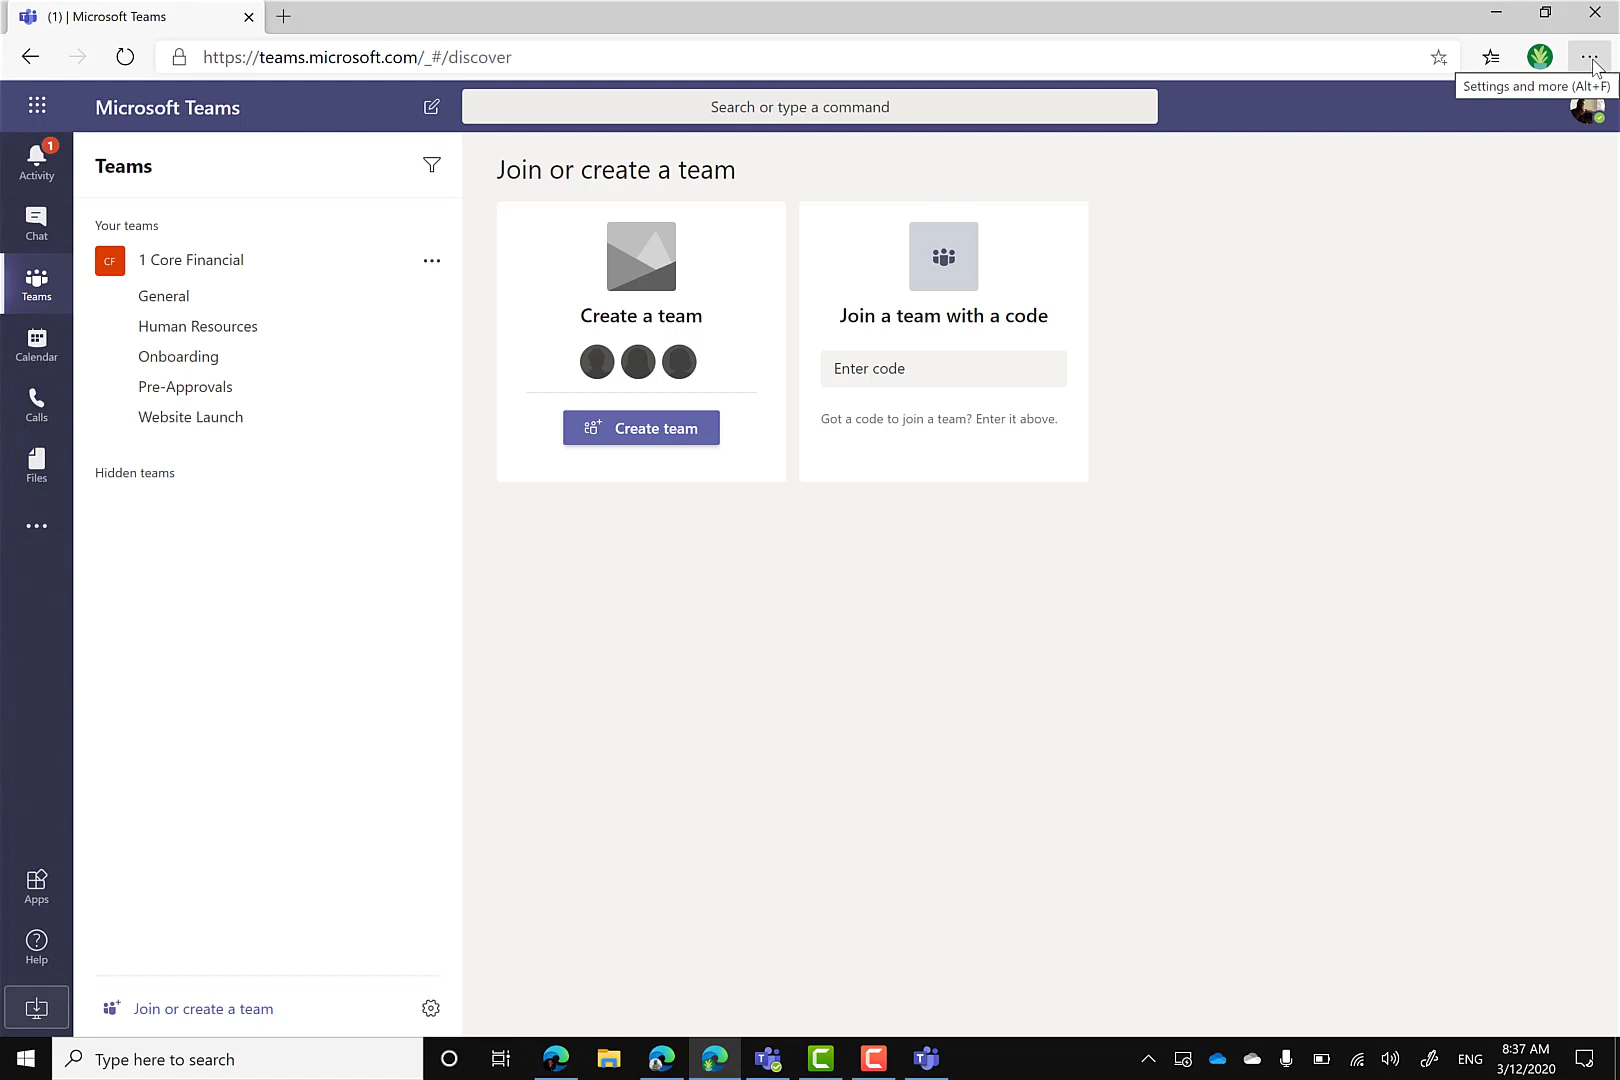 (1) | Microsoft Teams
https://teams.microsoft.com/_#/discover
Settings and more (Alt+F)
Microsoft Teams
Search or type a command
1
Activity
Chat
Teams
Calendar
Calls
Files
Apps
Help
Teams
Your teams
CF
1 Core Financial
General
Human Resources
Onboarding
Pre-Approvals
Website Launch
Hidden teams
Join or create a team
Join or create a team
Create a team
Create team
Join a team with a code
Enter code
Got a code to join a team? Enter it above.
Type here to search
ENG
8:37 AM
3/12/2020